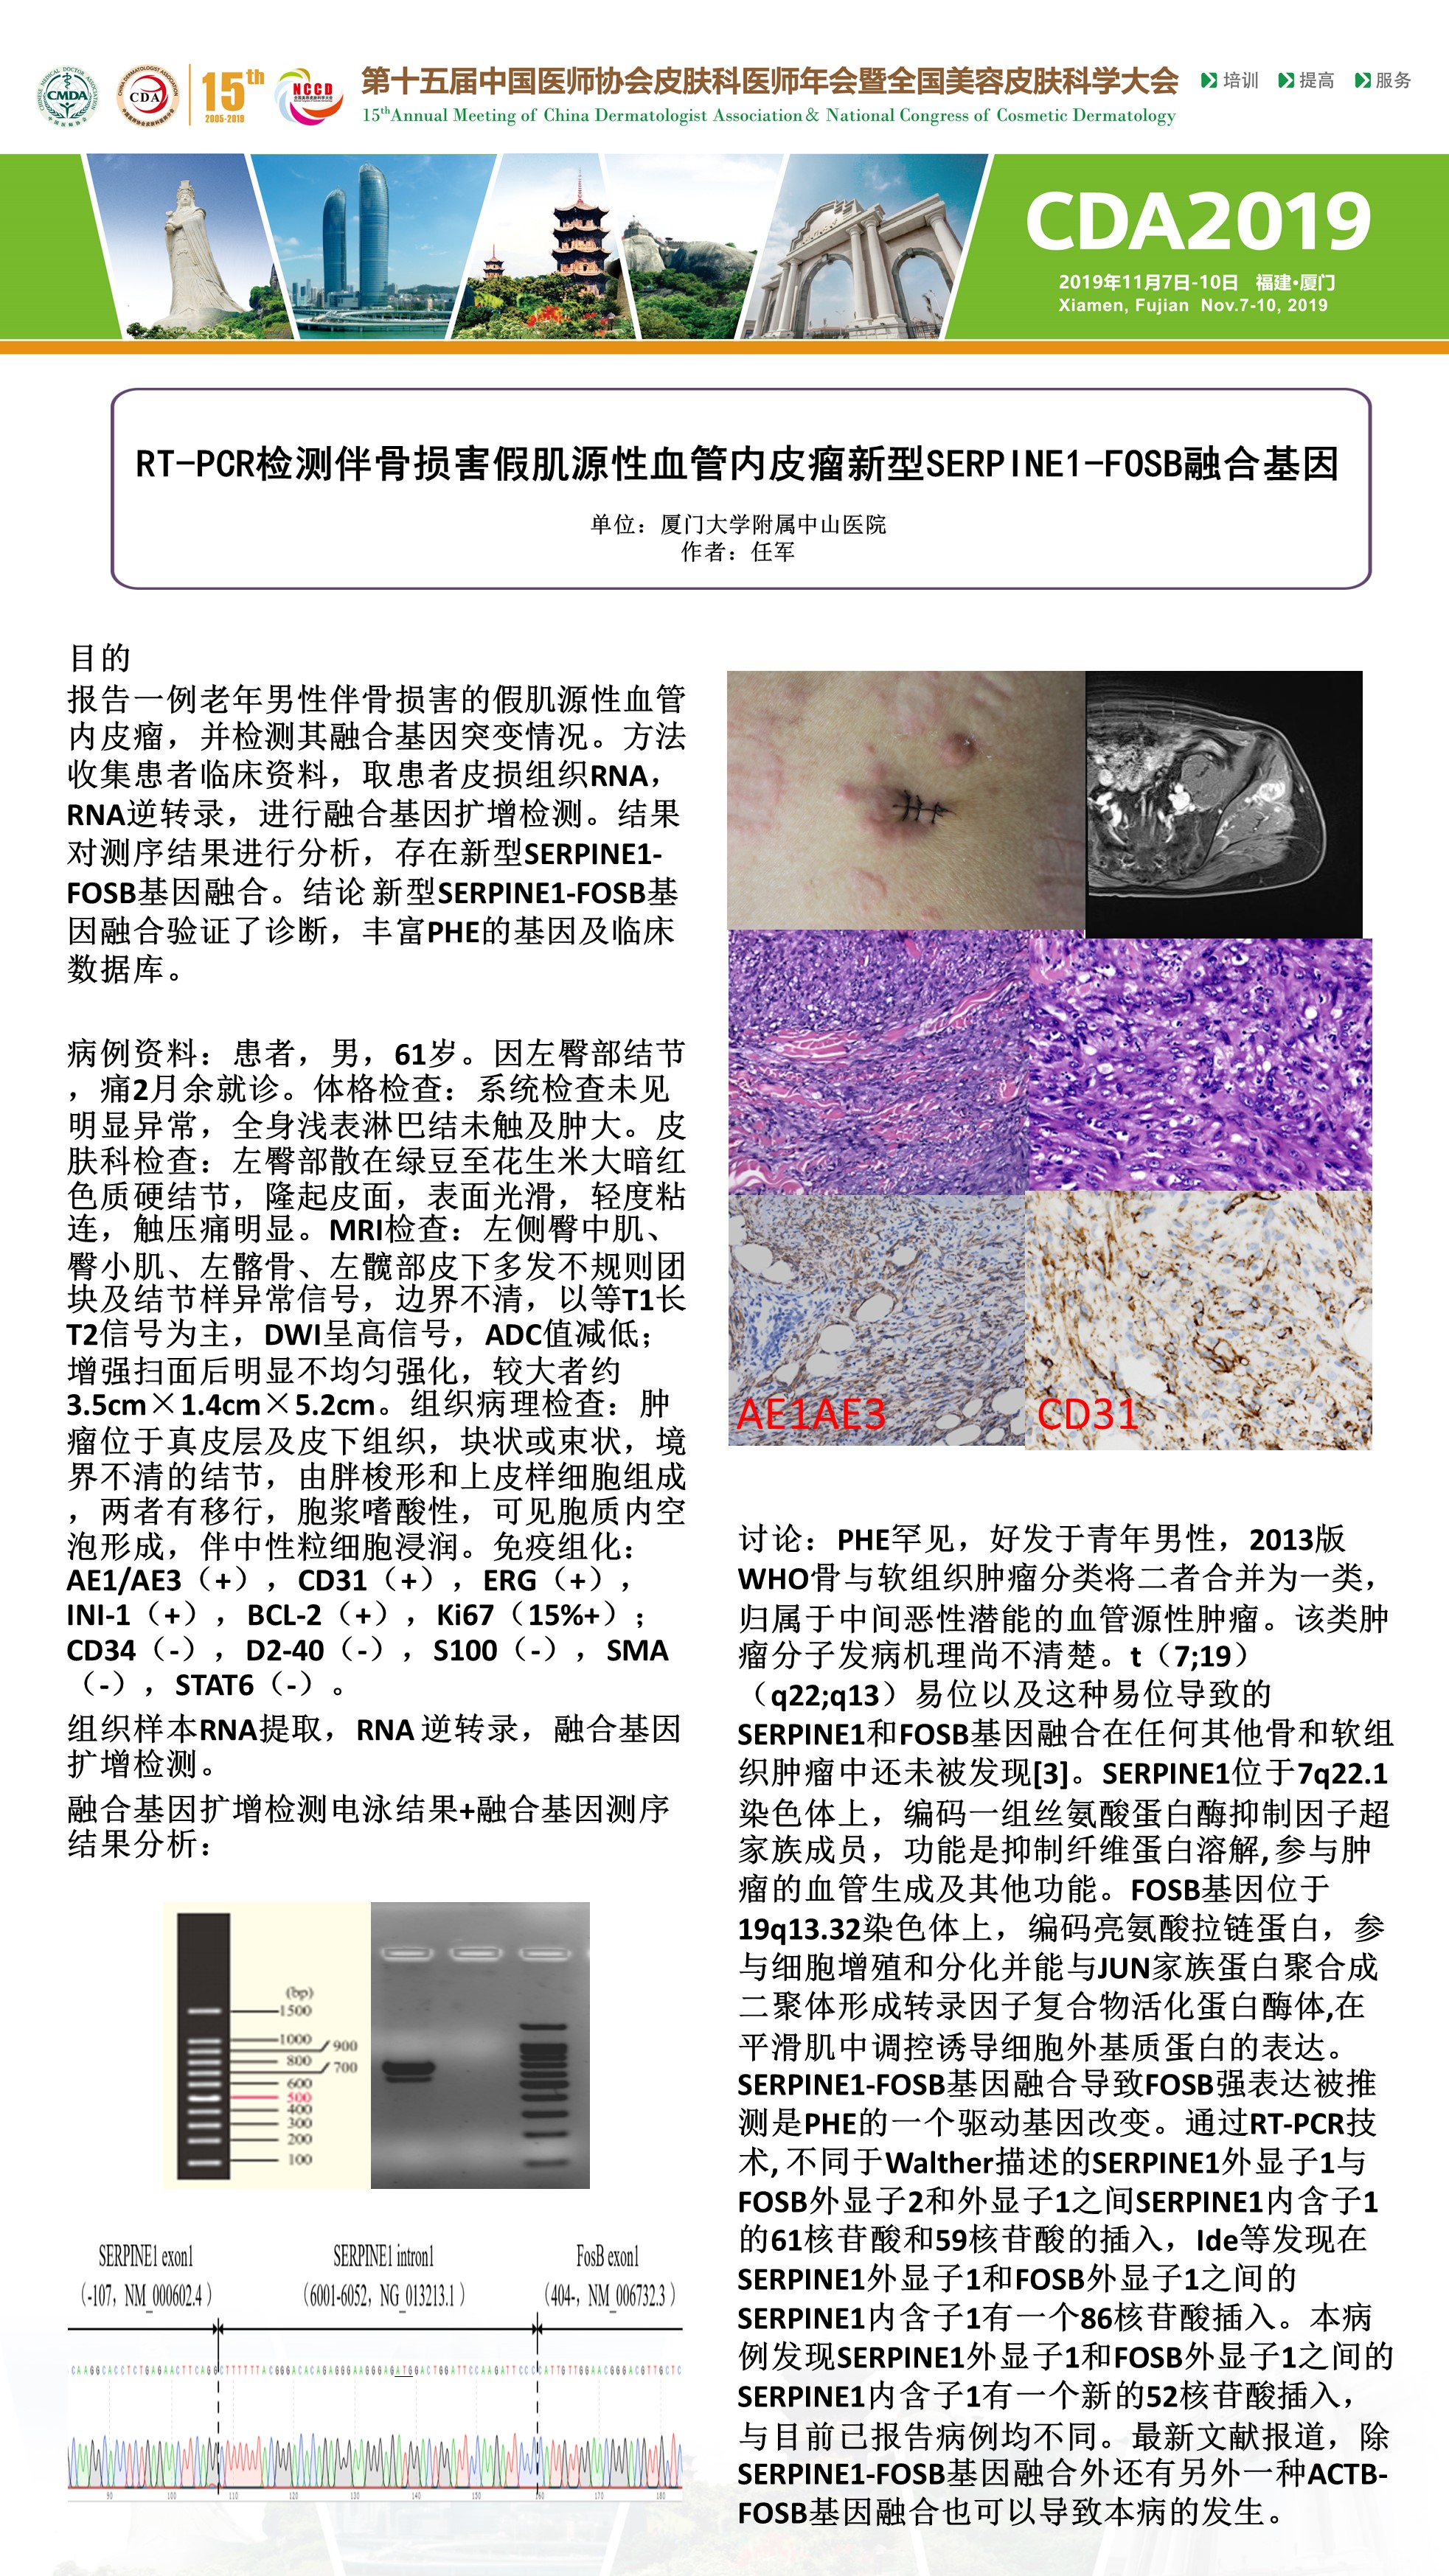 CMDA
CDA
15th
2005-2019
NCCD
第十五届中国医师协会皮肤科医师年会暨全国美容皮肤科学大会
15thAnnual Meeting of China Dermatologist Association& National Congress of Cosmetic Dermatology
培训 提高 服务
CDA2019
2019年11月7日-10日 福建·厦门
Xiamen, Fujian Nov.7-10, 2019
RT-PCR检测伴骨损害假肌源性血管内皮瘤新型SERPINE1-FOSB融合基因
单位：厦门大学附属中山医院
作者：任军
目的
报告一例老年男性伴骨损害的假肌源性血管
内皮瘤，并检测其融合基因突变情况。方法
收集患者临床资料，取患者皮损组织RNA，
RNA逆转录，进行融合基因扩增检测。结果
对测序结果进行分析，存在新型SERPINE1-
FOSB基因融合。结论 新型SERPINE1-FOSB基
因融合验证了诊断，丰富PHE的基因及临床
数据库。
病例资料：患者，男，61岁。因左臀部结节
，痛2月余就诊。体格检查：系统检查未见
明显异常，全身浅表淋巴结未触及肿大。皮
肤科检查：左臀部散在绿豆至花生米大暗红
色质硬结节，隆起皮面，表面光滑，轻度粘
连，触压痛明显。MRI检查：左侧臀中肌、
臀小肌、左髂骨、左髋部皮下多发不规则团
块及结节样异常信号，边界不清，以等T1长
T2信号为主，DWI呈高信号，ADC值减低；
增强扫面后明显不均匀强化，较大者约
3.5cm×1.4cm×5.2cm。组织病理检查：肿
瘤位于真皮层及皮下组织，块状或束状，境
界不清的结节，由胖梭形和上皮样细胞组成
，两者有移行，胞浆嗜酸性，可见胞质内空
泡形成，伴中性粒细胞浸润。免疫组化：
AE1/AE3（+），CD31（+），ERG（+），
INI-1（+），BCL-2（+），Ki67（15%+）；
CD34（-），D2-40（-），S100（-），SMA
（-），STAT6（-）。
组织样本RNA提取，RNA 逆转录，融合基因
扩增检测。
融合基因扩增检测电泳结果+融合基因测序
结果分析：
(bp)
1500
1000
900
800
700
600
500
400
300
200
100
SERPINE1 exon1 SERPINE1 intron1 FosB exon1
（-107，NM_000602.4 ） （6001-6052，NG_013213.1 ） （404-，NM_006732.3 ）
CAAGGCACCTCTGAGAACTTCAGGCTTTTTTACGGGACACAGAGGGAAGGGAGATGGACTGGATTCCAAGATTCCCCATTGTTGGAACGGGACGTTGCTC
90 100 110 120 130 140 150 160 170 180
AE1AE3 CD31
讨论：PHE罕见，好发于青年男性，2013版
WHO骨与软组织肿瘤分类将二者合并为一类，
归属于中间恶性潜能的血管源性肿瘤。该类肿
瘤分子发病机理尚不清楚。t（7;19）
（q22;q13）易位以及这种易位导致的
SERPINE1和FOSB基因融合在任何其他骨和软组
织肿瘤中还未被发现[3]。SERPINE1位于7q22.1
染色体上，编码一组丝氨酸蛋白酶抑制因子超
家族成员，功能是抑制纤维蛋白溶解,参与肿
瘤的血管生成及其他功能。FOSB基因位于
19q13.32染色体上，编码亮氨酸拉链蛋白，参
与细胞增殖和分化并能与JUN家族蛋白聚合成
二聚体形成转录因子复合物活化蛋白酶体,在
平滑肌中调控诱导细胞外基质蛋白的表达。
SERPINE1-FOSB基因融合导致FOSB强表达被推
测是PHE的一个驱动基因改变。通过RT-PCR技
术,不同于Walther描述的SERPINE1外显子1与
FOSB外显子2和外显子1之间SERPINE1内含子1
的61核苷酸和59核苷酸的插入，Ide等发现在
SERPINE1外显子1和FOSB外显子1之间的
SERPINE1内含子1有一个86核苷酸插入。本病
例发现SERPINE1外显子1和FOSB外显子1之间的
SERPINE1内含子1有一个新的52核苷酸插入，
与目前已报告病例均不同。最新文献报道，除
SERPINE1-FOSB基因融合外还有另外一种ACTB-
FOSB基因融合也可以导致本病的发生。